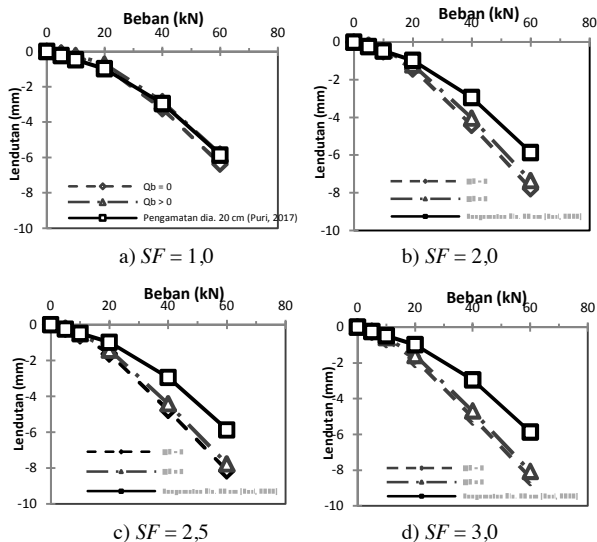 Beban (kN)
0 20 40 60 80
0
-2
-4
-6
-8
-10
Lendutan (mm)
Qb = 0
Qb > 0
Pengamatan dia. 20 cm (Puri, 2017)
a) SF = 1,0
Beban (kN)
0 20 40 60 80
0
-2
-4
-6
-8
-10
Lendutan (mm)
b) SF = 2,0
Beban (kN)
0 20 40 60 80
0
-2
-4
-6
-8
-10
Lendutan (mm)
c) SF = 2,5
Beban (kN)
0 20 40 60 80
0
-2
-4
-6
-8
-10
Lendutan (mm)
d) SF = 3,0